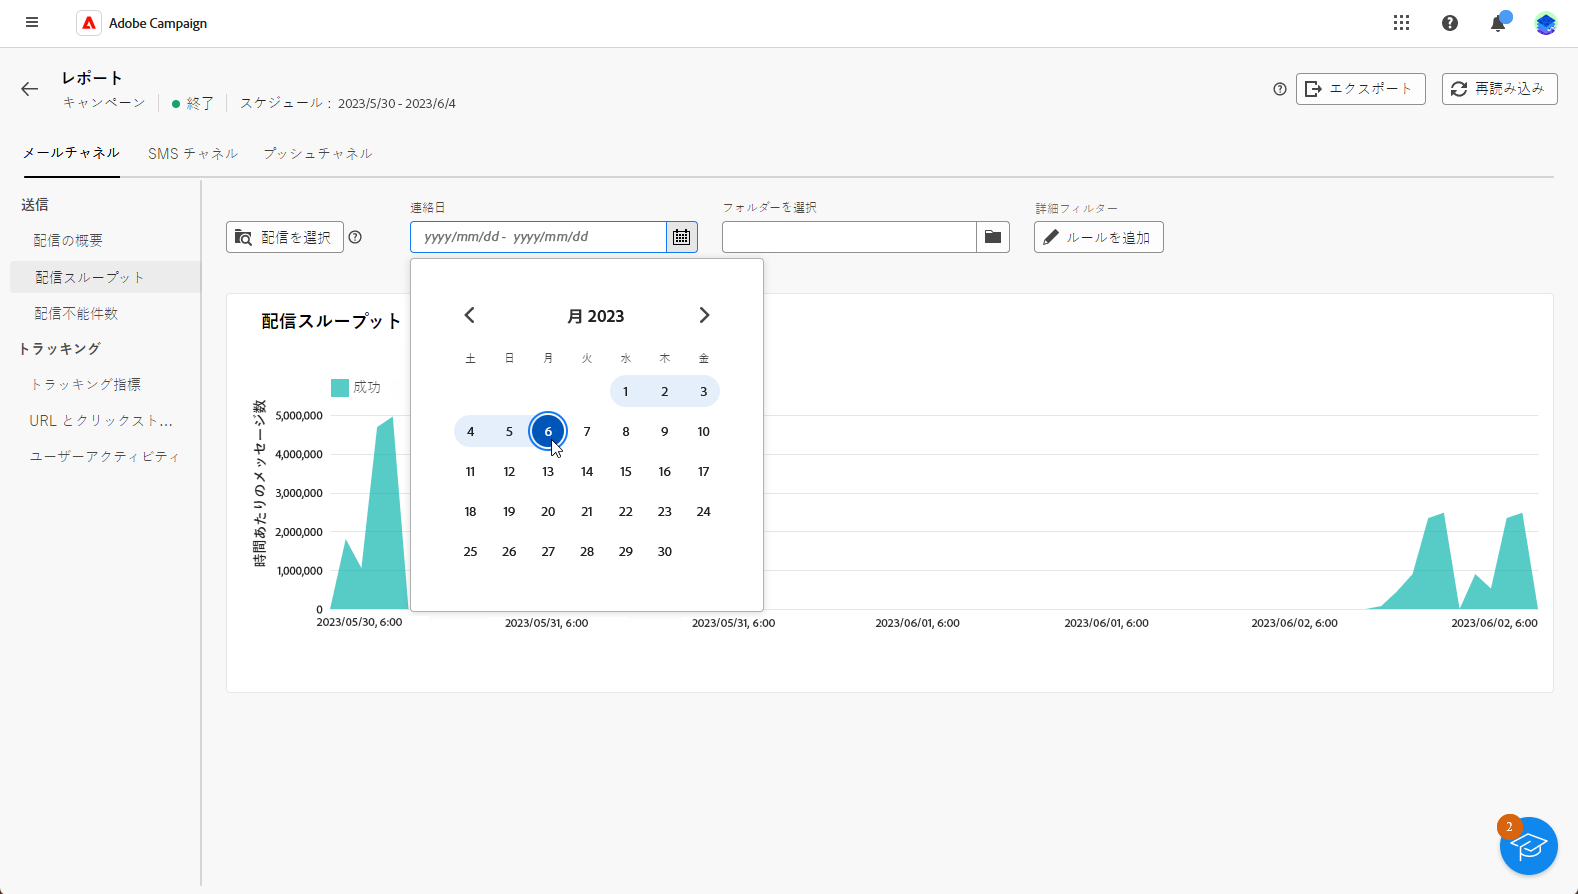 Adobe Campaign
レポート
キャンペーン
終了
スケジュール : 2023/5/30 - 2023/6/4
エクスポート
再読み込み
メールチャネル
SMS チャネル
プッシュチャネル
送信
配信の概要
配信スループット
配信不能件数
トラッキング
トラッキング指標
URL とクリックスト...
ユーザーアクティビティ
配信を選択
連絡日
yyyy/mm/dd - yyyy/mm/dd
フォルダーを選択
詳細フィルター
ルールを追加
配信スループット
成功
時間あたりのメッセージ数
5,000,000
4,000,000
3,000,000
2,000,000
1,000,000
0
2023/05/30, 6:00
2023/05/31, 6:00
2023/05/31, 6:00
2023/06/01, 6:00
2023/06/01, 6:00
2023/06/02, 6:00
2023/06/02, 6:00
月 2023
土 日 月 火 水 木 金
1 2 3
4 5 6 7 8 9 10
11 12 13 14 15 16 17
18 19 20 21 22 23 24
25 26 27 28 29 30
2